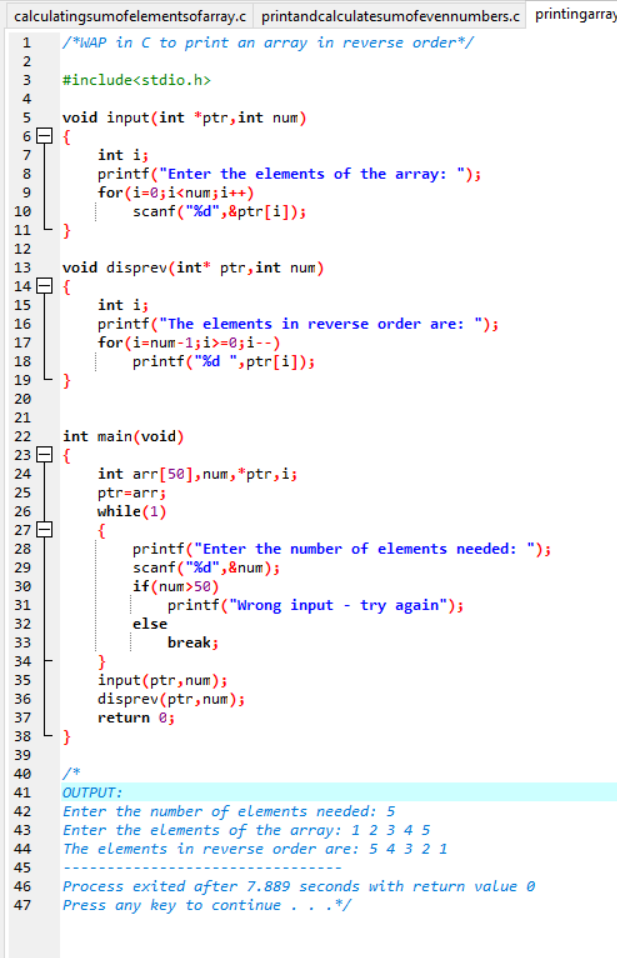 calculatingsumofelementsofarray.c printandcalculatesumofevennumbers.c printingarray
1 /*WAP in C to print an array in reverse order*/
2
3 #include<stdio.h>
4
5 void input(int *ptr,int num)
6 {
7 int i;
8 printf("Enter the elements of the array: ");
9 for(i=0;i<num;i++)
10 scanf("%d",&ptr[i]);
11 }
12
13 void disprev(int* ptr,int num)
14 {
15 int i;
16 printf("The elements in reverse order are: ");
17 for(i=num-1;i>=0;i--)
18 printf("%d ",ptr[i]);
19 }
20
21
22 int main(void)
23 {
24 int arr[50],num,*ptr,i;
25 ptr=arr;
26 while(1)
27 {
28 printf("Enter the number of elements needed: ");
29 scanf("%d",&num);
30 if(num>50)
31 printf("Wrong input - try again");
32 else
33 break;
34 }
35 input(ptr,num);
36 disprev(ptr,num);
37 return 0;
38 }
39
40 /*
41 OUTPUT:
42 Enter the number of elements needed: 5
43 Enter the elements of the array: 1 2 3 4 5
44 The elements in reverse order are: 5 4 3 2 1
45 --------------------------------
46 Process exited after 7.889 seconds with return value 0
47 Press any key to continue . . .*/